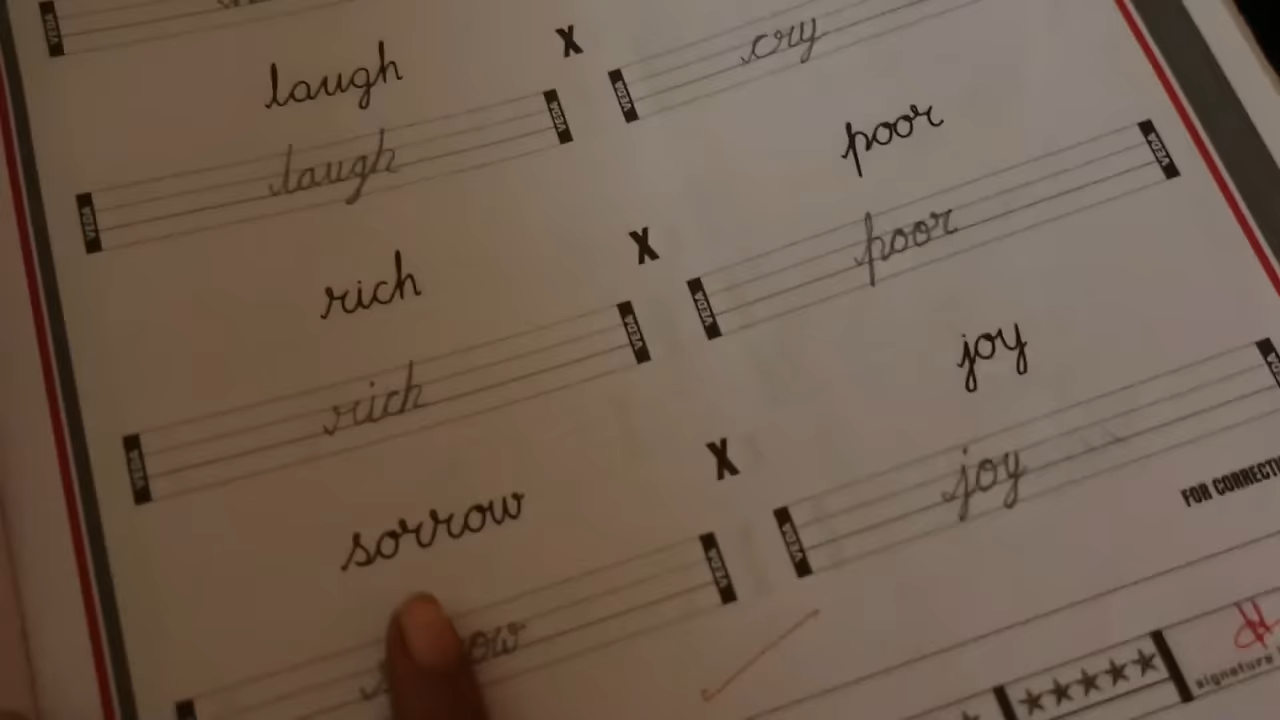 VEDA
laugh X cry
VEDA laugh VEDA VEDA
rich X poor
VEDA rich VEDA VEDA poor VEDA
sorrow X joy
VEDA VEDA joy VEDA
FOR CORRECTI
★★★★★ signature